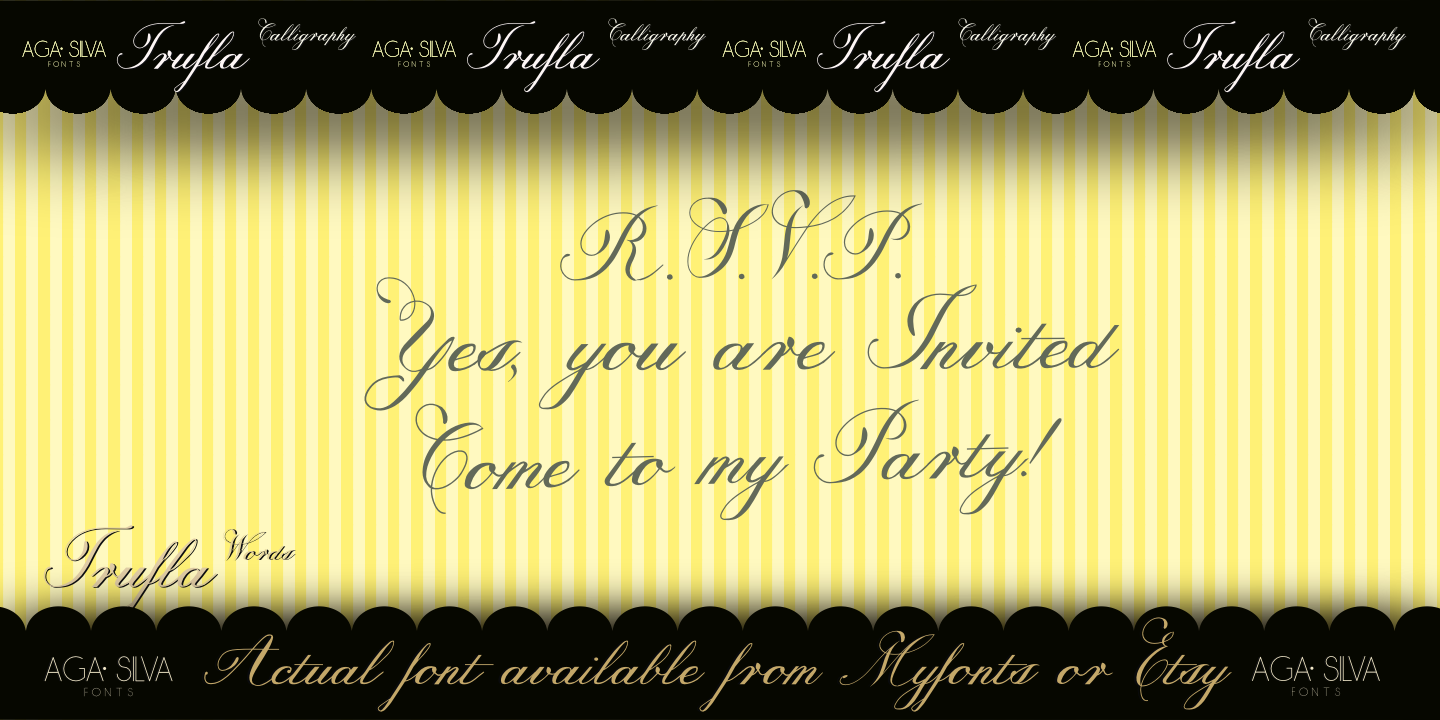 AGA SILVA FONTS Trufla Calligraphy AGA SILVA FONTS Trufla Calligraphy AGA SILVA FONTS Trufla Calligraphy AGA SILVA FONTS Trufla Calligraphy
R.S.V.P.
Yes, you are Invited
Come to my Party!
Trufla Words
AGA SILVA FONTS Actual font available from Myfonts or Etsy AGA SILVA FONTS